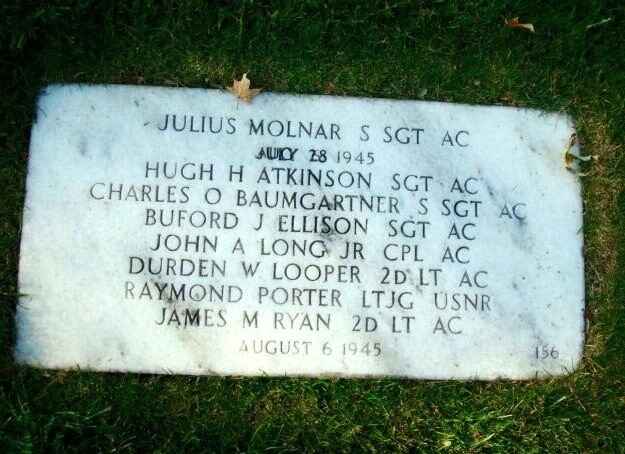 JULIUS MOLNAR S SGT AC
JULY 28 1945
HUGH H ATKINSON SGT AC
CHARLES O BAUMGARTNER S SGT AC
BUFORD J ELLISON SGT AC
JOHN A LONG JR CPL AC
DURDEN W LOOPER 2D LT AC
RAYMOND PORTER LTJG USNR
JAMES M RYAN 2D LT AC
AUGUST 6 1945
156